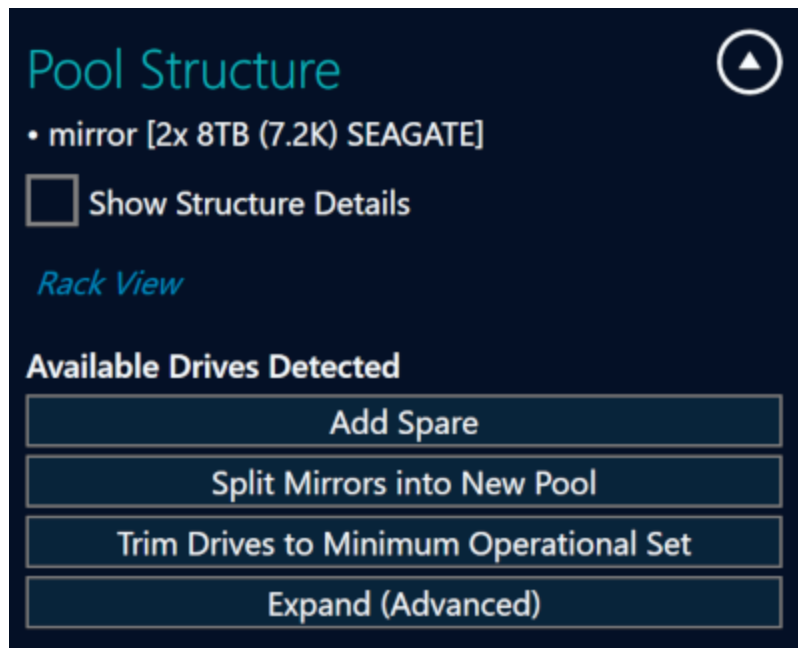 Pool Structure
• mirror [2x 8TB (7.2K) SEAGATE]
Show Structure Details
Rack View
Available Drives Detected
Add Spare
Split Mirrors into New Pool
Trim Drives to Minimum Operational Set
Expand (Advanced)